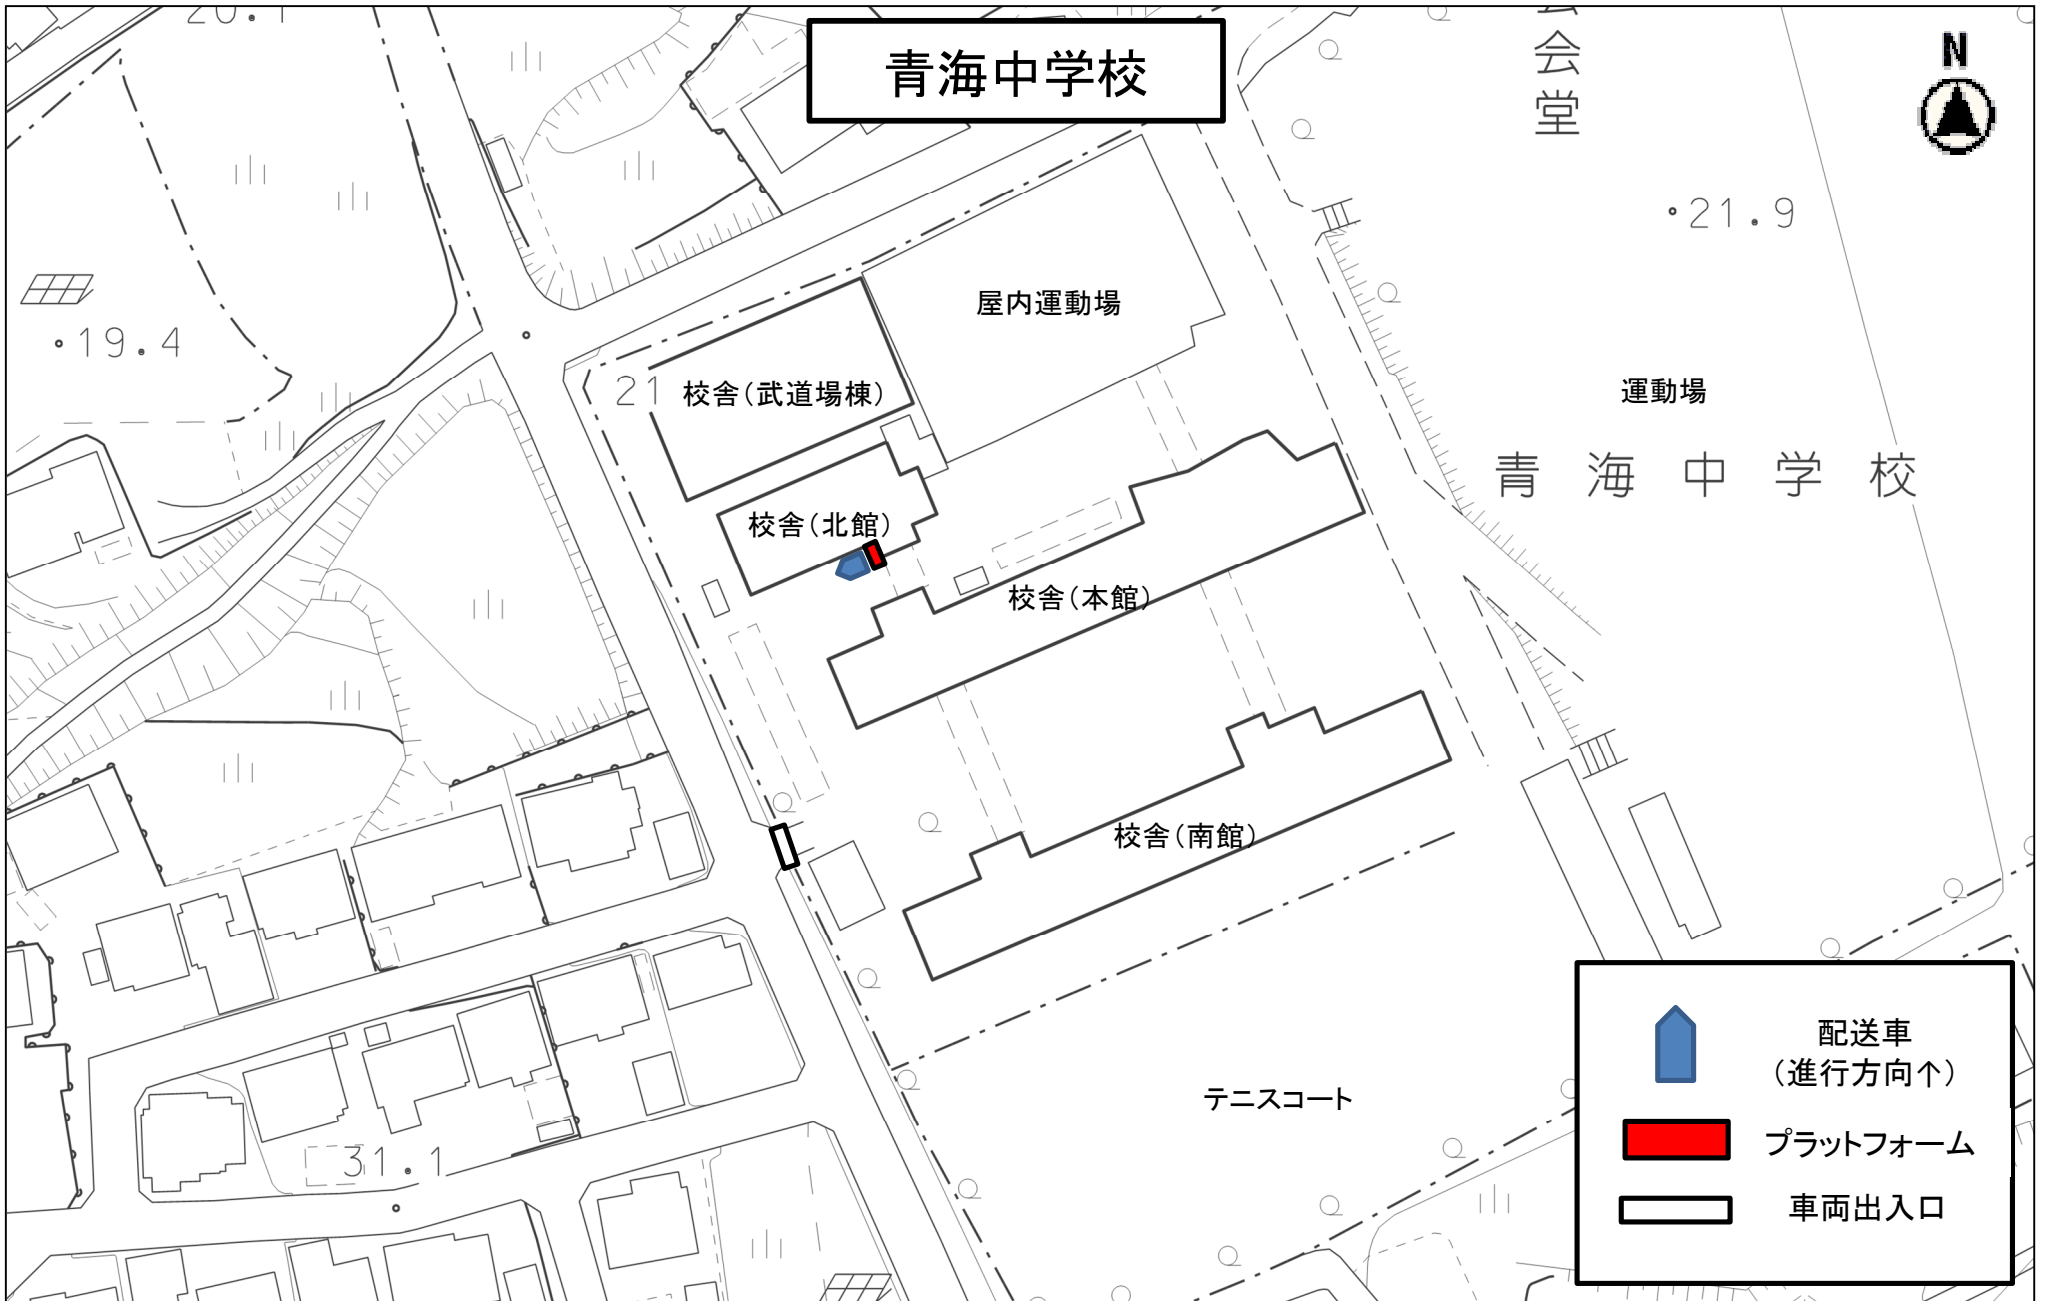 20.1
青海中学校
会堂
N
21.9
19.4
屋内運動場
21
校舎（武道場棟）
運動場
青海中学校
校舎（北館）
校舎（本館）
校舎（南館）
テニスコート
31.1
配送車
（進行方向↑）
プラットフォーム
車両出入口